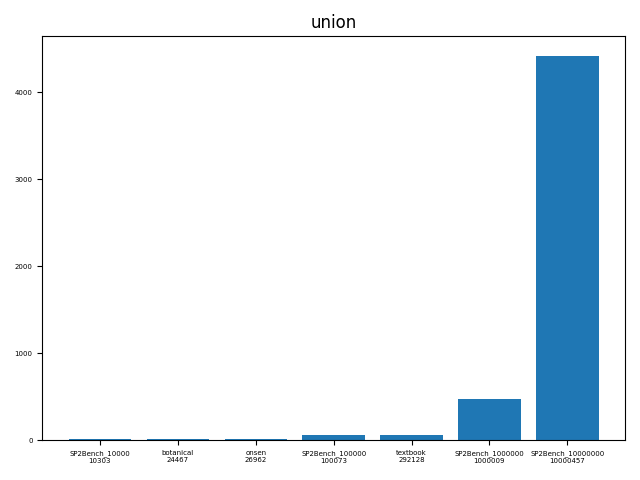 union
4000
3000
2000
1000
0
SP2Bench_10000 botanical onsen SP2Bench_100000 textbook SP2Bench_1000000 SP2Bench_10000000
10303 24467 26962 100073 292128 1000009 10000457